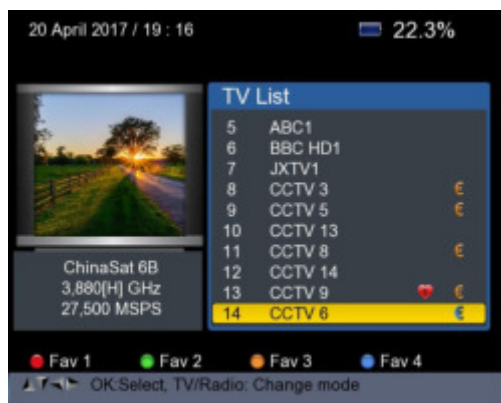 20 April 2017 / 19 : 16
22.3%
TV List
5 ABC1
6 BBC HD1
7 JXTV1
8 CCTV 3 €
9 CCTV 5 €
10 CCTV 13
11 CCTV 8 €
12 CCTV 14
13 CCTV 9 €
14 CCTV 6 €
ChinaSat 6B
3,880[H] GHz
27,500 MSPS
Fav 1
Fav 2
Fav 3
Fav 4
OK:Select, TV/Radio: Change mode